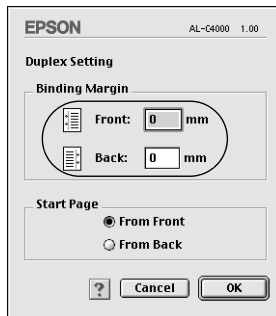 EPSON AL-C4000 1.00
Duplex Setting
Binding Margin
Front: 0 mm
Back: 0 mm
Start Page
From Front
From Back
? Cancel OK